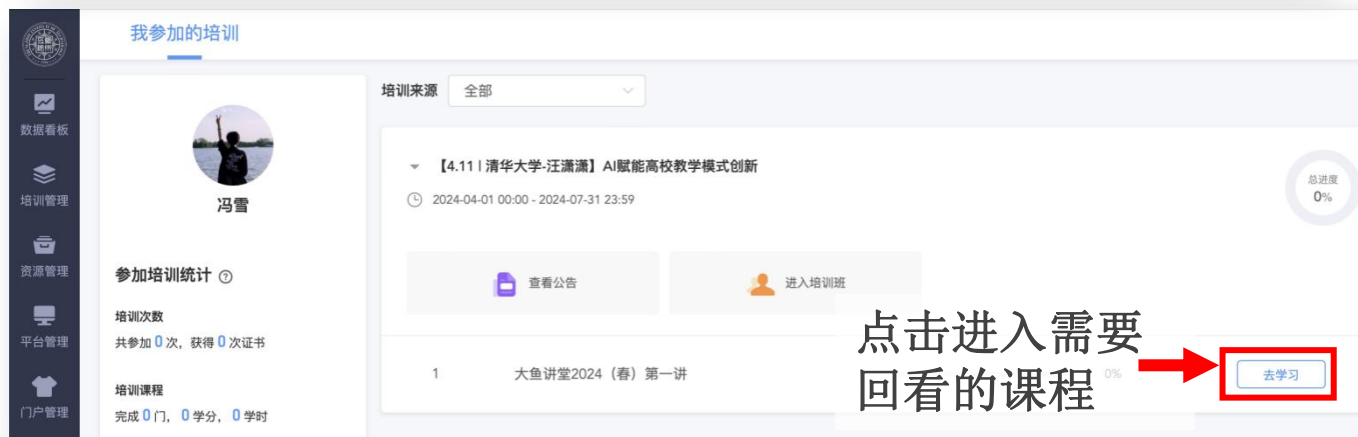 我参加的培训
数据看板
培训管理
资源管理
平台管理
门户管理
冯雪
参加培训统计
培训次数
共参加 0 次，获得 0 次证书
培训课程
完成 0 门， 0 学分， 0 学时
培训来源 全部
【4.11 | 清华大学-汪潇潇】AI赋能高校教学模式创新
2024-04-01 00:00 - 2024-07-31 23:59
总进度
0%
查看公告
进入培训班
1 大鱼讲堂2024（春）第一讲 0% 去学习
点击进入需要
回看的课程